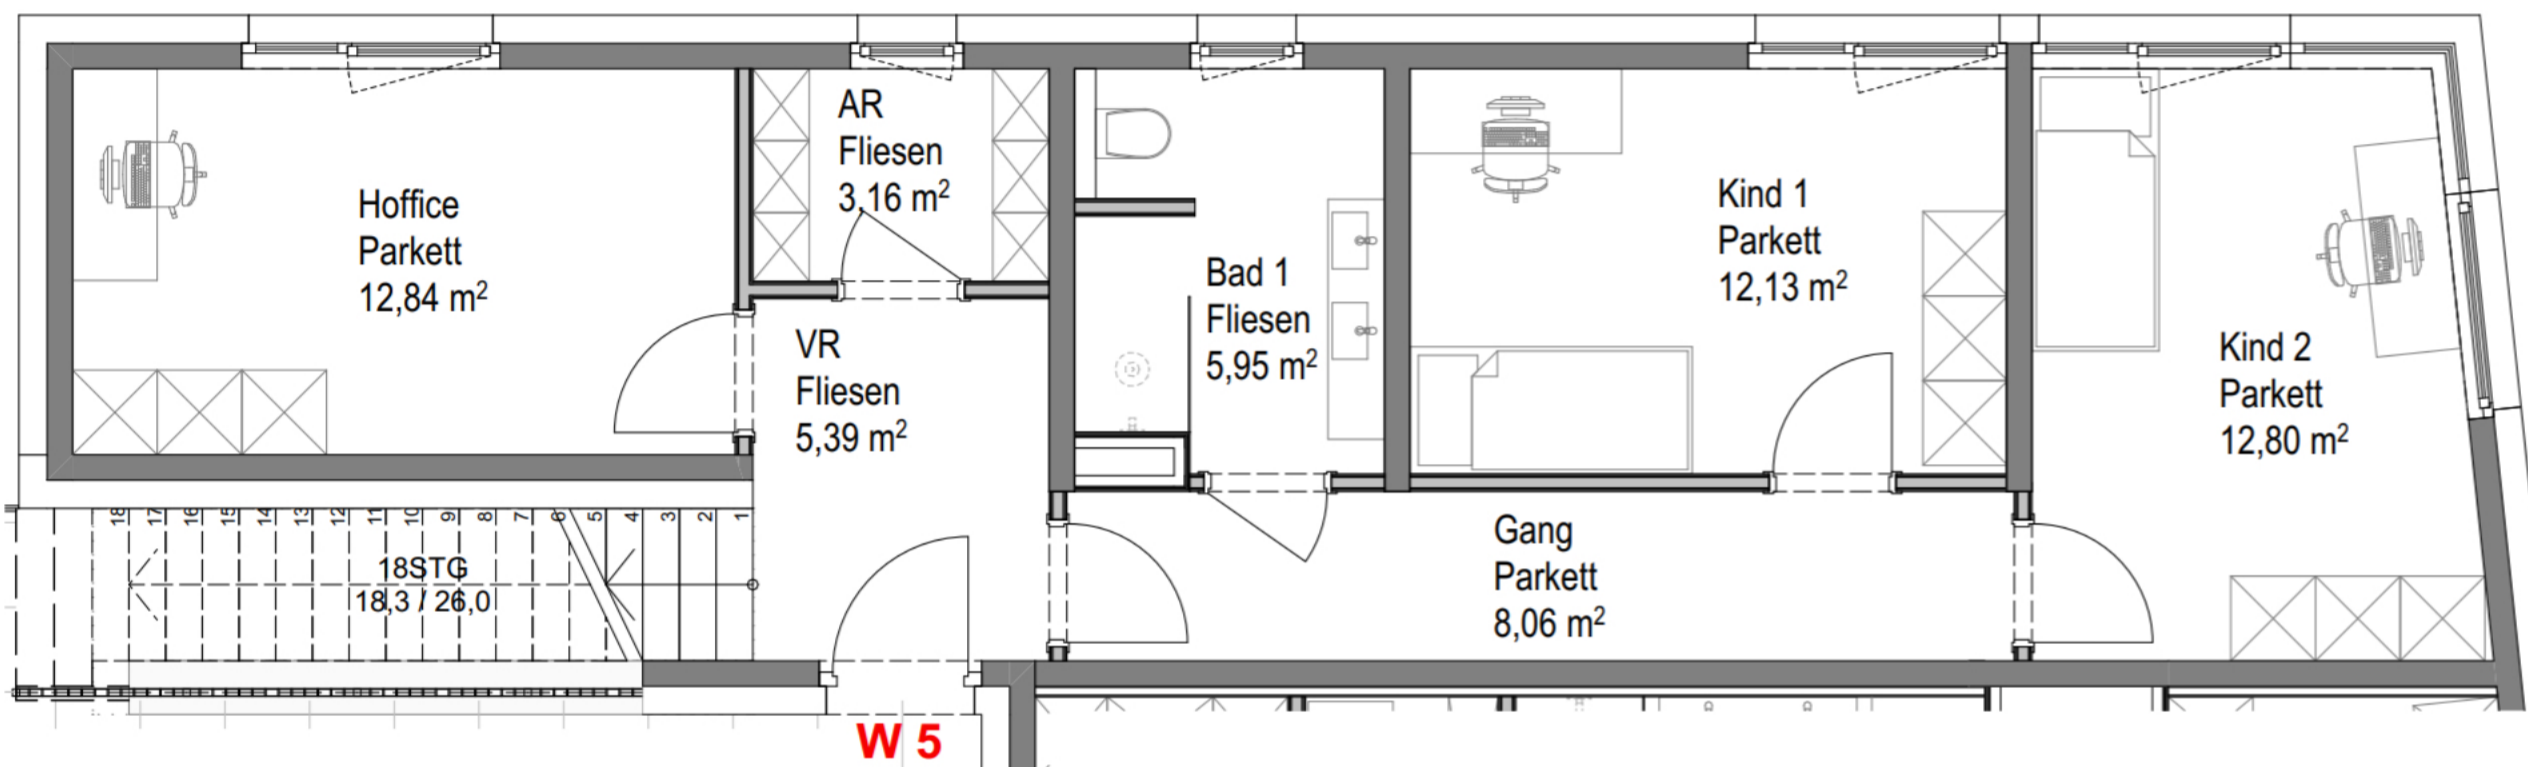 Hoffice
Parkett
12,84 m²
AR
Fliesen
3,16 m²
VR
Fliesen
5,39 m²
Bad 1
Fliesen
5,95 m²
Kind 1
Parkett
12,13 m²
Kind 2
Parkett
12,80 m²
Gang
Parkett
8,06 m²
18 17 16 15 14 13 12 11 10 9 8 7 6 5 4 3 2 1
18STG
18,3 / 26,0
W 5